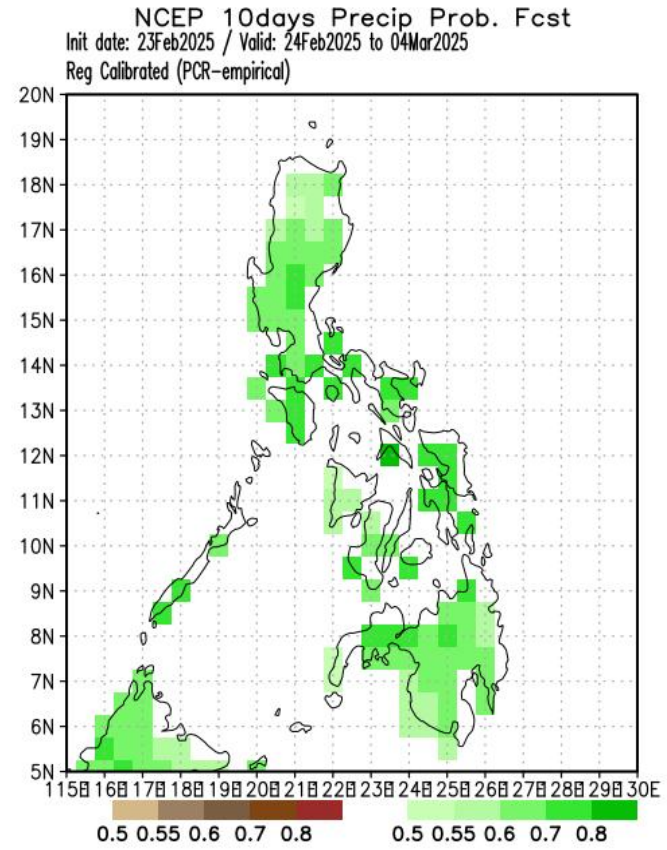 NCEP 10days Precip Prob. Fcst
Init date: 23Feb2025 / Valid: 24Feb2025 to 04Mar2025
Reg Calibrated (PCR-empirical)
20N
19N
18N
17N
16N
15N
14N
13N
12N
11N
10N
9N
8N
7N
6N
5N
115E 116E 117E 118E 119E 120E 121E 122E 123E 124E 125E 126E 127E 128E 129E 130E
0.5 0.55 0.6 0.7 0.8 0.5 0.55 0.6 0.7 0.8